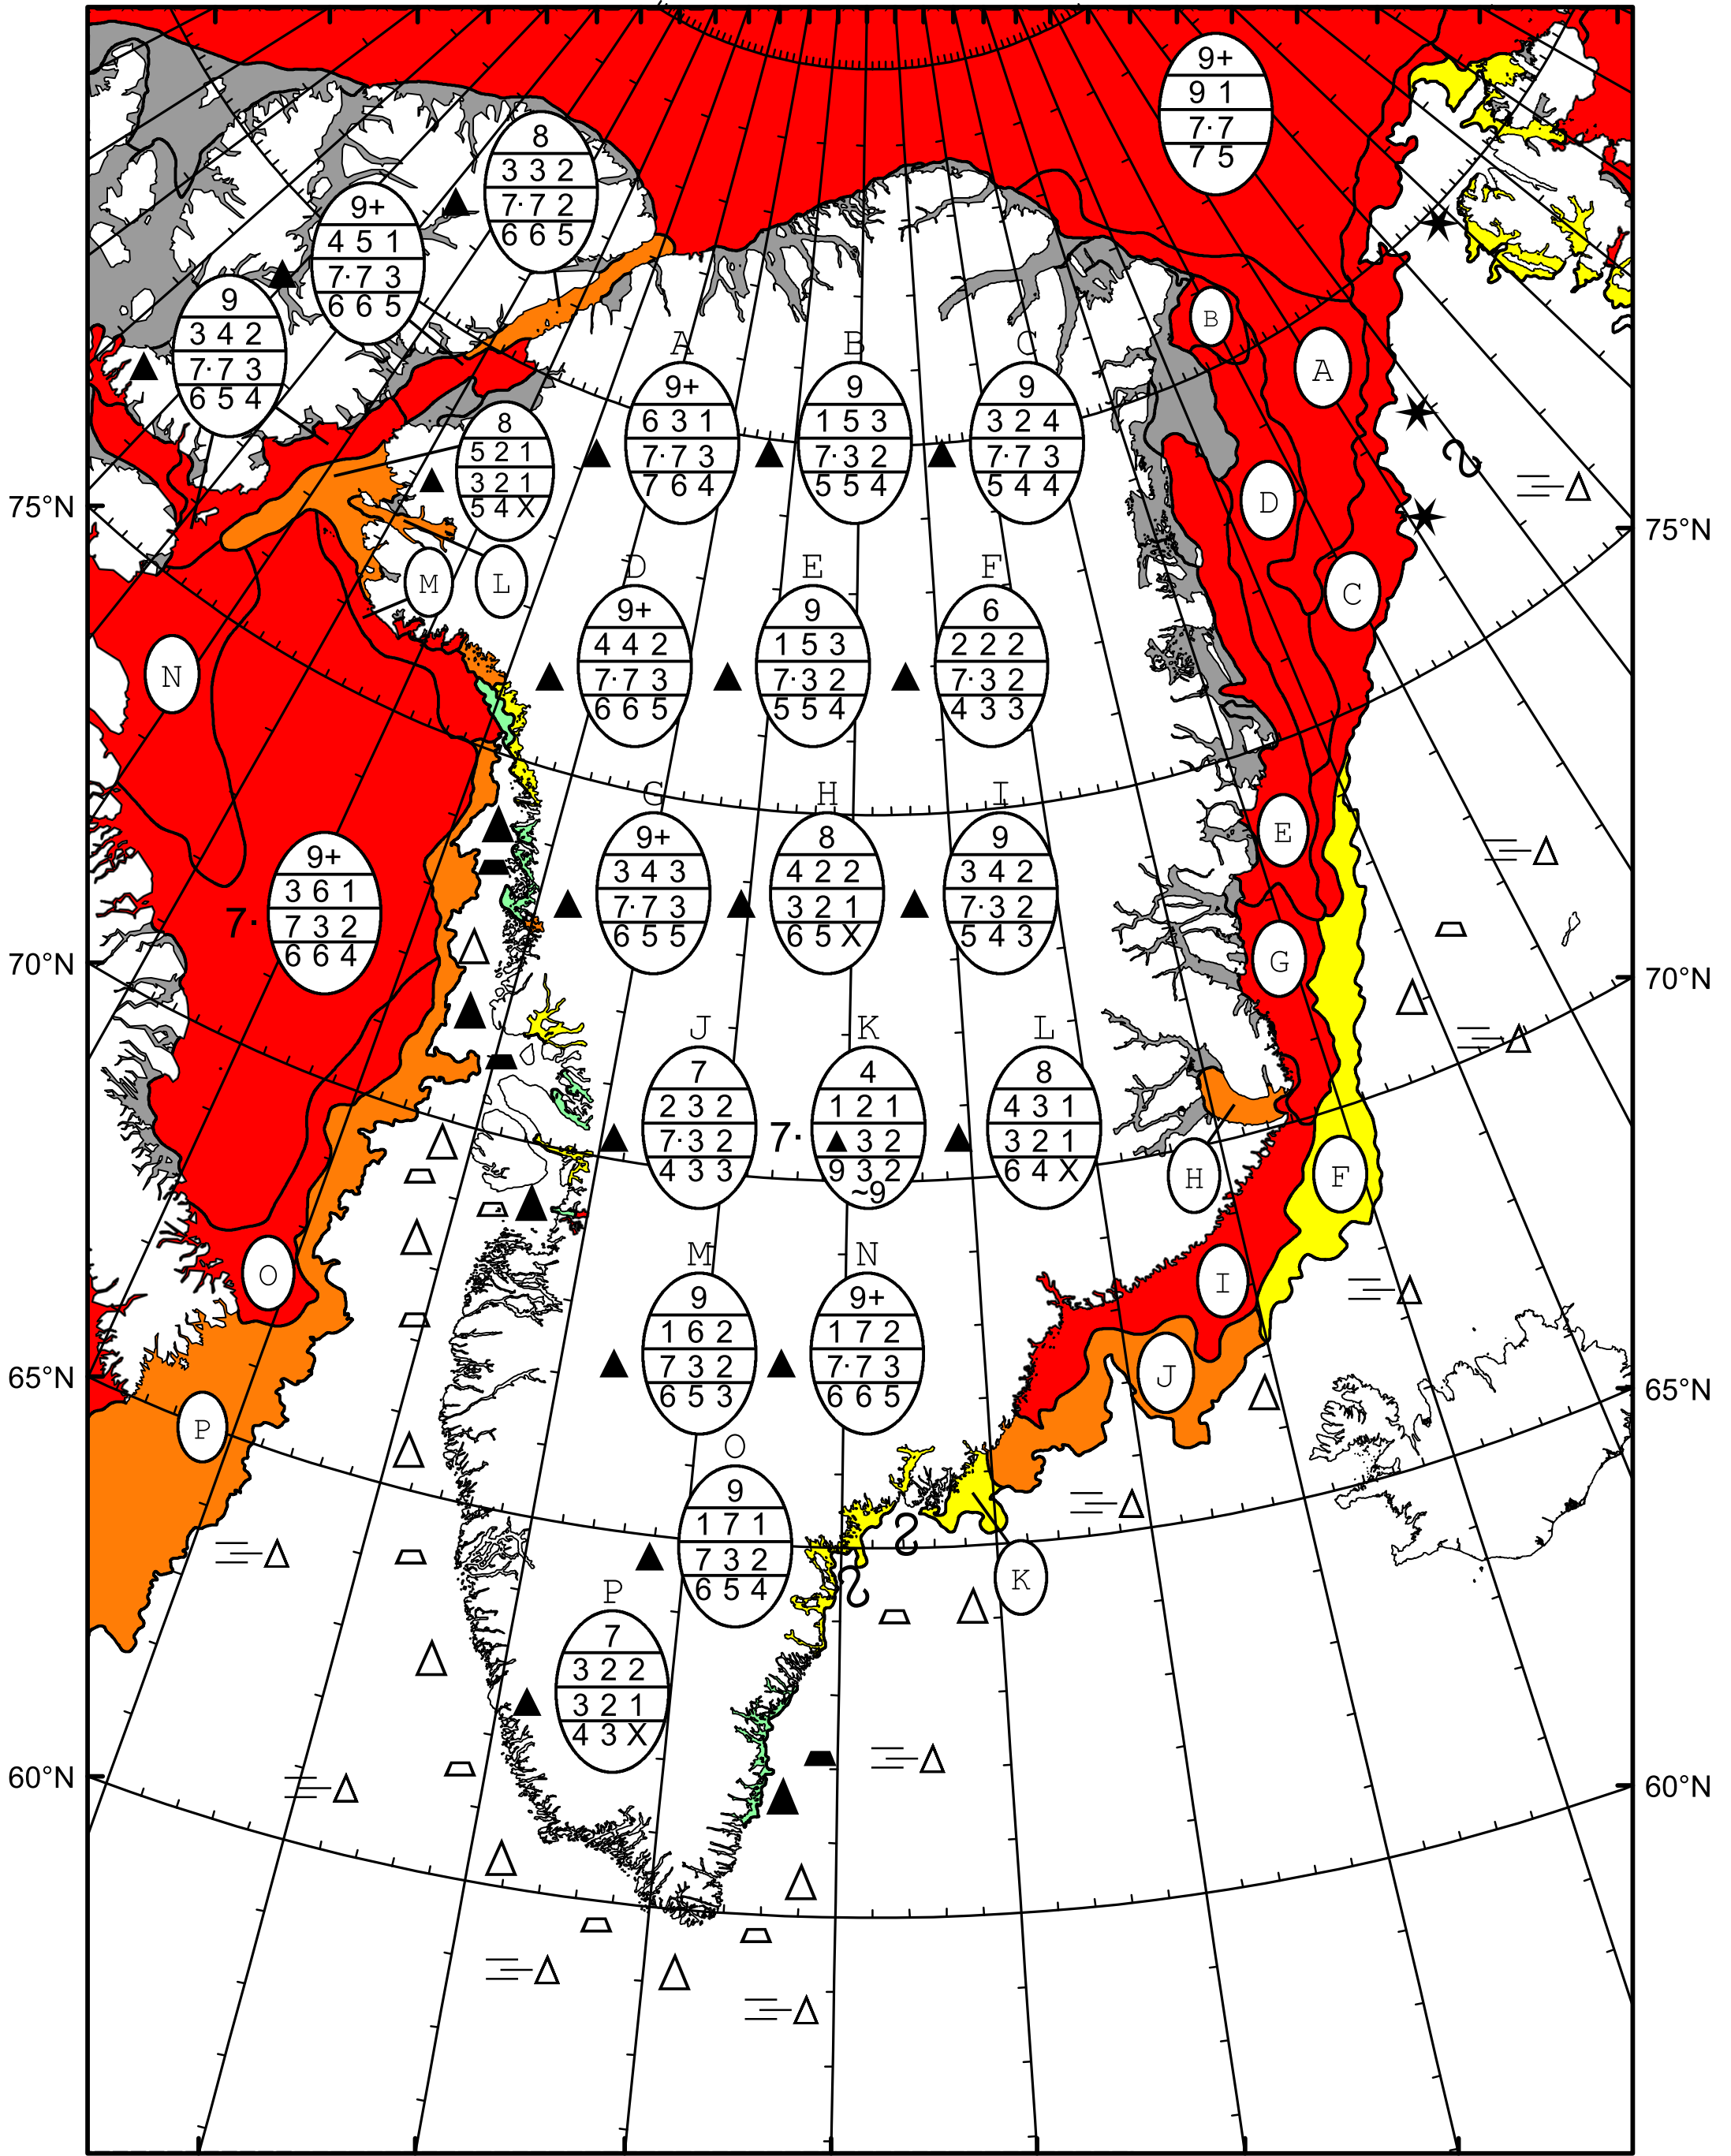 9+
9 1
7· 7
7 5
8
3 3 2
7· 7 2
6 6 5
9+
4 5 1
7· 7 3
6 6 5
9
3 4 2
7· 7 3
6 5 4
B
A
A
9+
6 3 1
7· 7 3
7 6 4
B
9
1 5 3
7· 3 2
5 5 4
C
9
3 2 4
7· 7 3
5 4 4
8
5 2 1
3 2 1
5 4 X
75°N
75°N
D
M
L
C
D
9+
4 4 2
7· 7 3
6 6 5
E
9
1 5 3
7· 3 2
5 5 4
F
6
2 2 2
7· 3 2
4 3 3
N
G
9+
3 4 3
7· 7 3
6 5 5
H
8
4 2 2
3 2 1
6 5 X
I
9
3 4 2
7· 3 2
5 4 3
E
9+
3 6 1
7· 7 3 2
6 6 4
G
70°N
70°N
J
7
2 3 2
7· 3 2
4 3 3
K
4
1 2 1
7· ▲ 3 2
9 3 2
~9
L
8
4 3 1
3 2 1
6 4 X
H
F
M
9
1 6 2
7 3 2
6 5 3
N
9+
1 7 2
7· 7 3
6 6 5
O
I
J
65°N
65°N
P
O
9
1 7 1
7 3 2
6 5 4
K
P
7
3 2 2
3 2 1
4 3 X
60°N
60°N